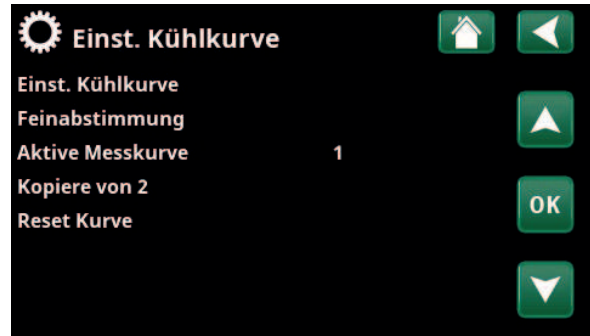 Einst. Kühlkurve
Einst. Kühlkurve
Feinabstimmung
Aktive Messkurve 1
Kopiere von 2
OK
Reset Kurve